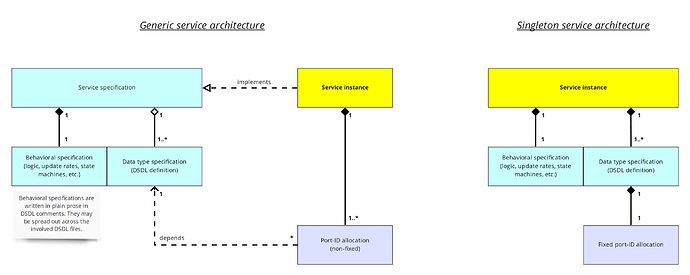 Generic service architecture
Singleton service architecture
Service specification
implements
Service instance
Service instance
1
1
1
1
1
1
1..*
1
1..*
Behavioral specification
(logic, update rates, state
machines, etc.)
Data type specification
(DSDL definition)
Behavioral specification
(logic, update rates, state
machines, etc.)
Data type specification
(DSDL definition)
Behavioral specifications are
written in plain prose in
DSDL comments. They may
be spread out across the
involved DSDL files.
1
1
1..*
1
depends
*
Port-ID allocation
(non-fixed)
Fixed port-ID allocation